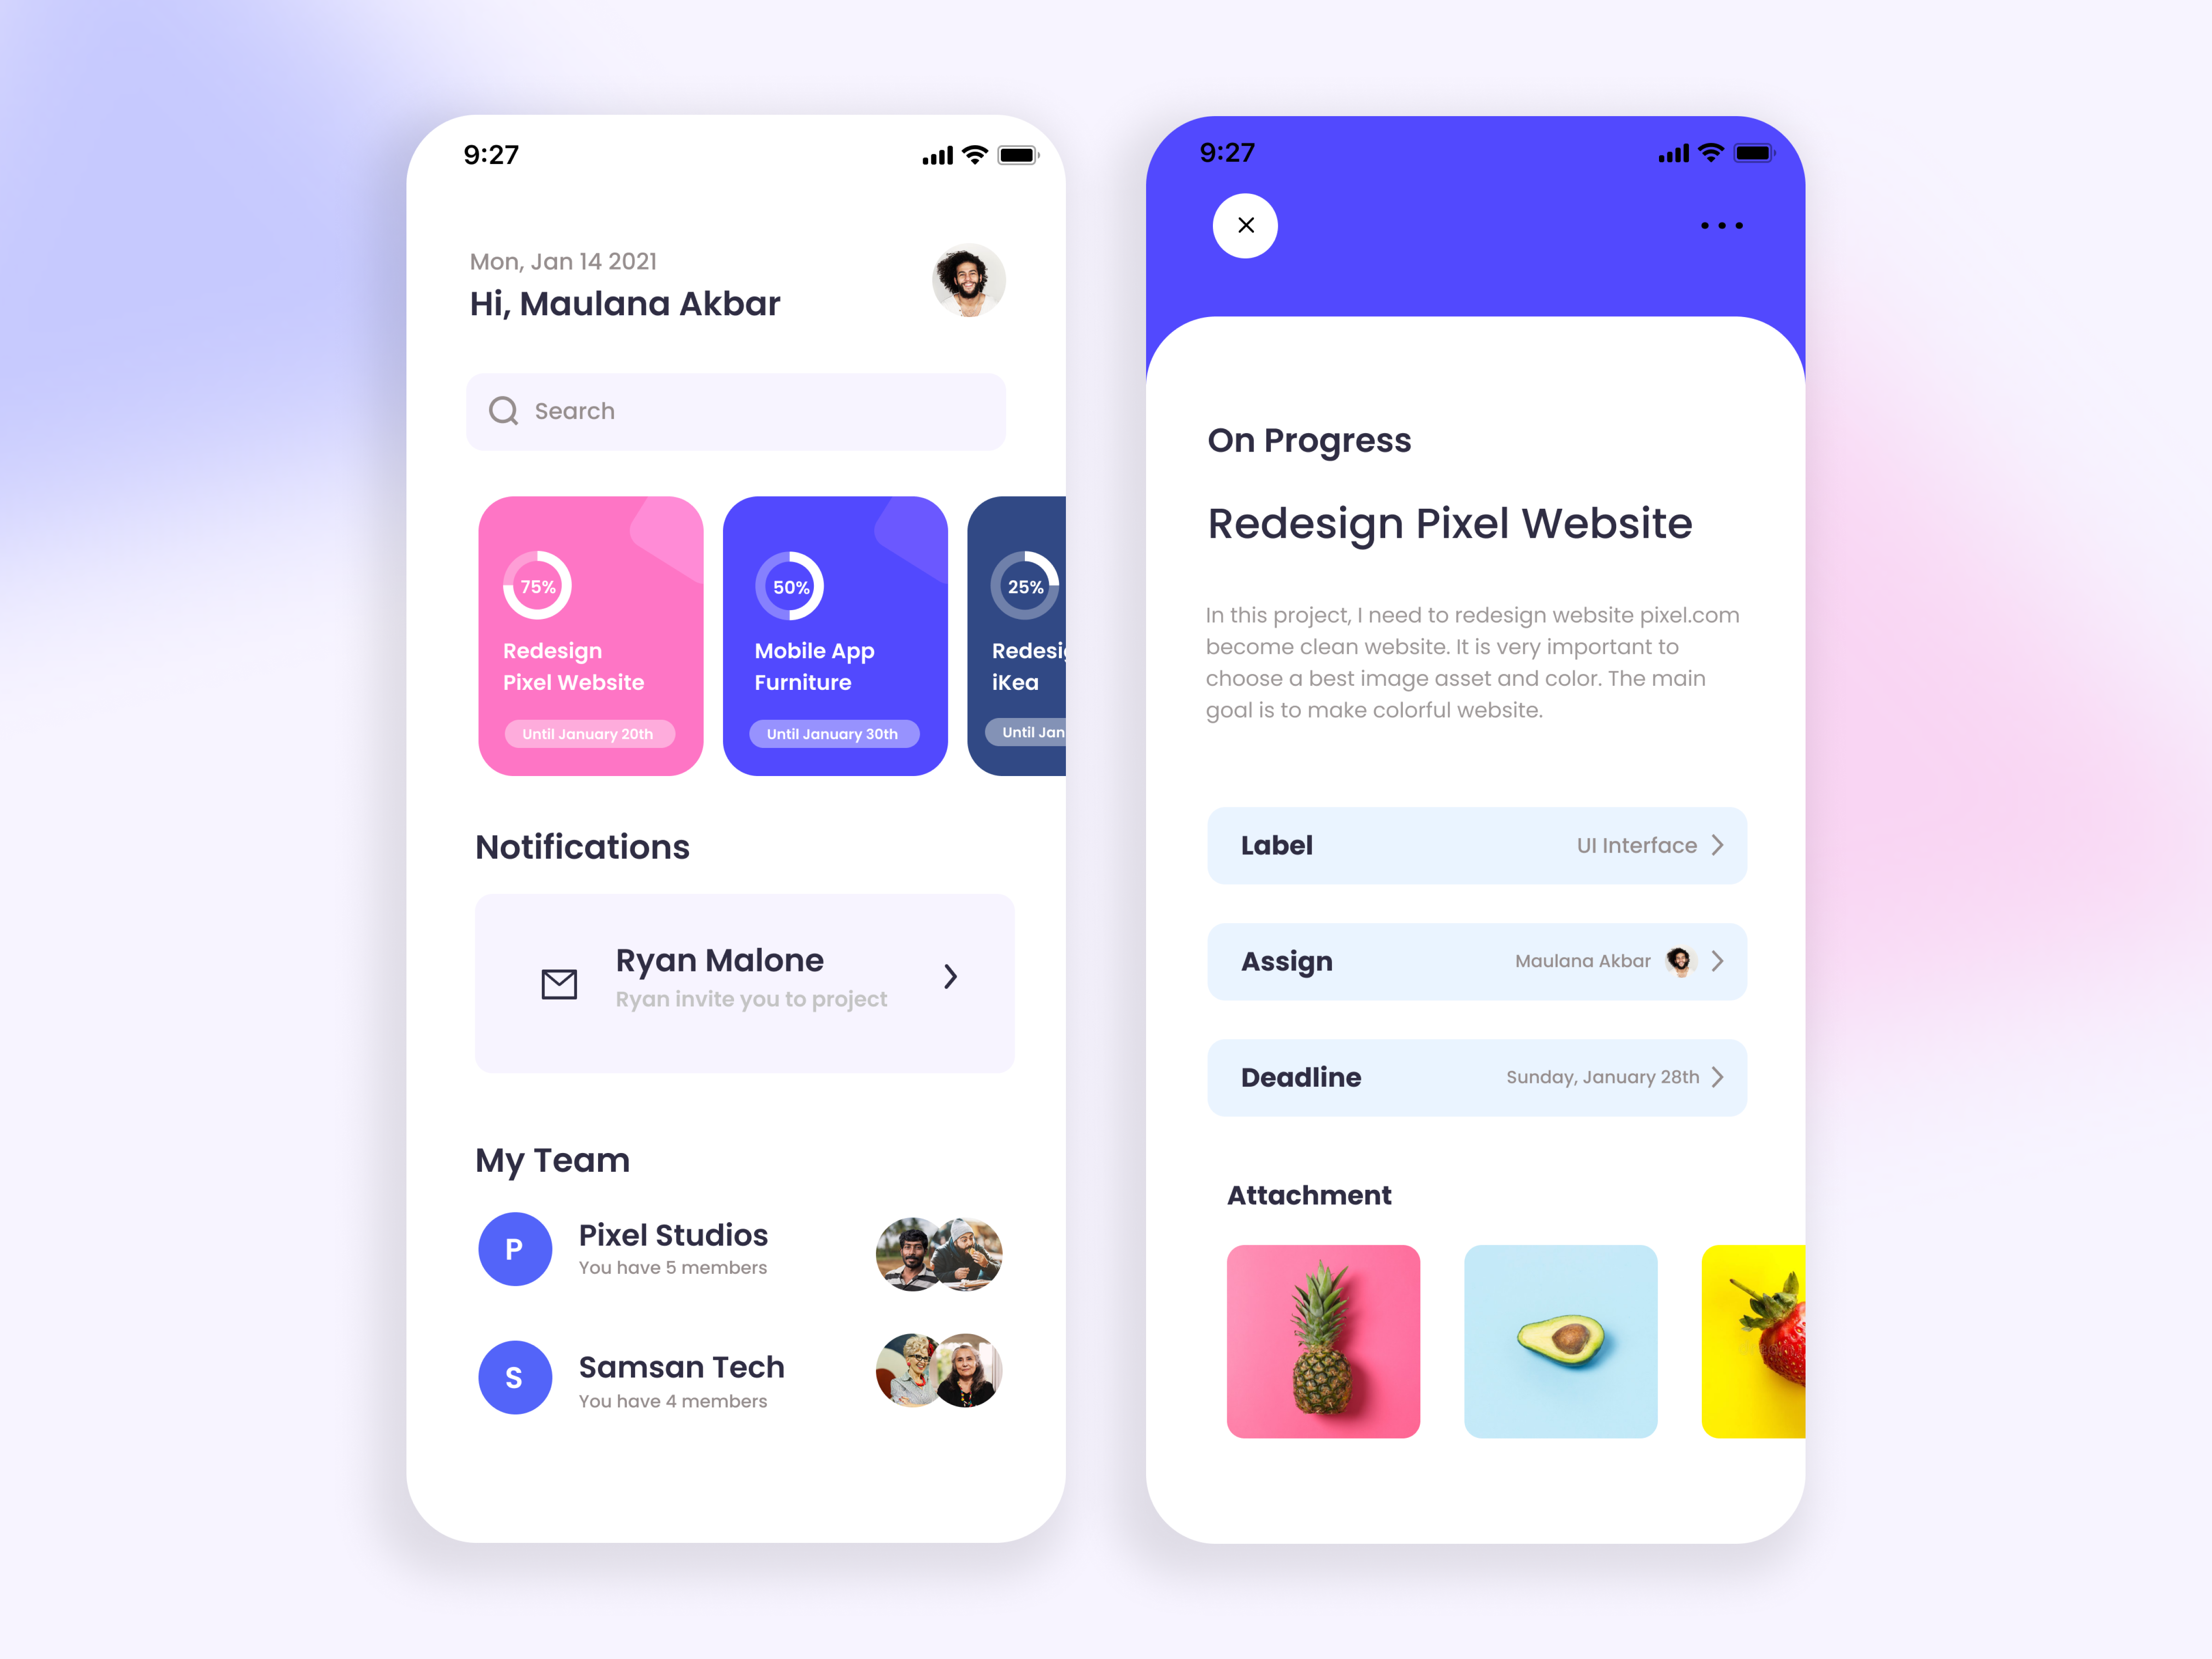 9:27
Mon, Jan 14 2021
Hi, Maulana Akbar
Search
75%
Redesign
Pixel Website
Until January 20th
50%
Mobile App
Furniture
Until January 30th
25%
Redesig
iKea
Until Jan
Notifications
Ryan Malone
Ryan invite you to project
My Team
P
Pixel Studios
You have 5 members
S
Samsan Tech
You have 4 members
9:27
On Progress
Redesign Pixel Website
In this project, I need to redesign website pixel.com
become clean website. It is very important to
choose a best image asset and color. The main
goal is to make colorful website.
Label
UI Interface
Assign
Maulana Akbar
Deadline
Sunday, January 28th
Attachment